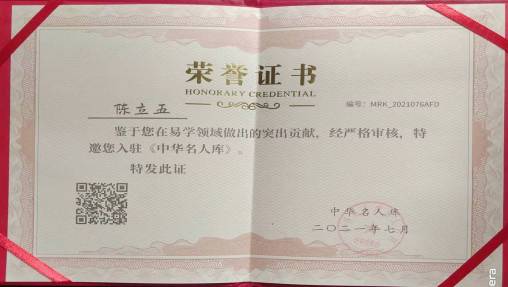 荣誉证书
HONORARY CREDENTIAL
陈立五
编号：MRK_2021076AFD
鉴于您在易学领域做出的突出贡献，经严格审核，特
邀您入驻《中华名人库》。
特发此证
中华名人库
二〇二一年七月
era